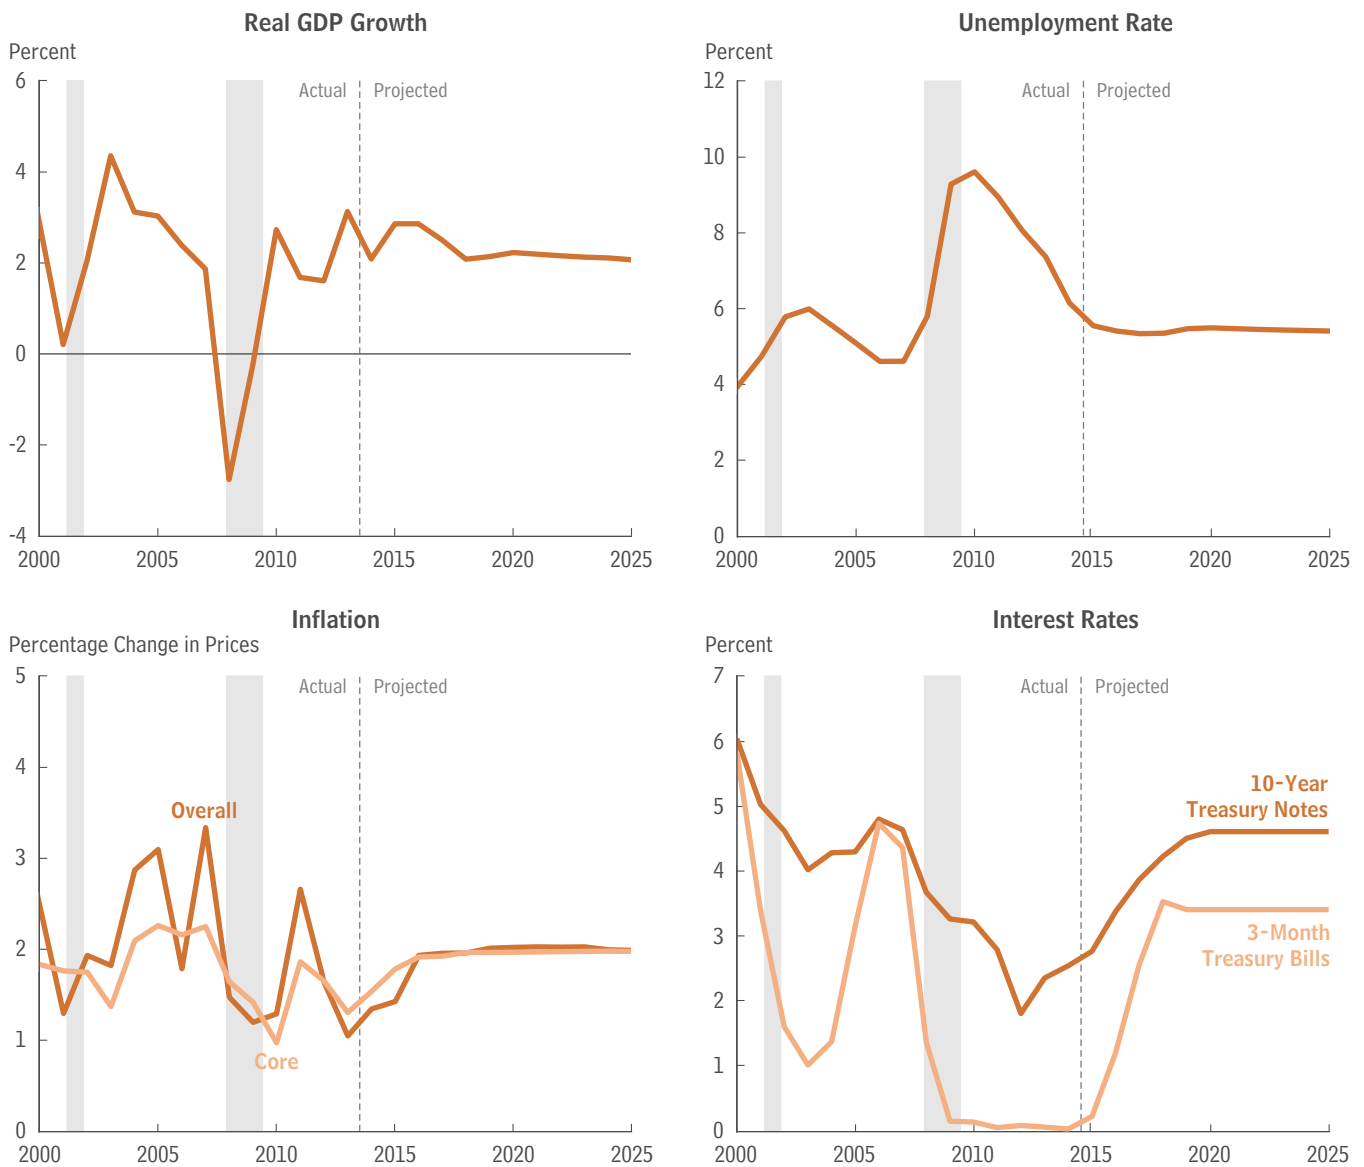 Real GDP Growth
Percent
6
Actual
Projected
4
2
0
-2
-4
2000
2005
2010
2015
2020
2025
Unemployment Rate
Percent
12
Actual
Projected
10
8
6
4
2
0
2000
2005
2010
2015
2020
2025
Inflation
Percentage Change in Prices
5
Actual
Projected
4
Overall
3
2
1
Core
0
2000
2005
2010
2015
2020
2025
Interest Rates
Percent
7
Actual
Projected
6
10-Year
Treasury Notes
5
4
3
3-Month
Treasury Bills
2
1
0
2000
2005
2010
2015
2020
2025